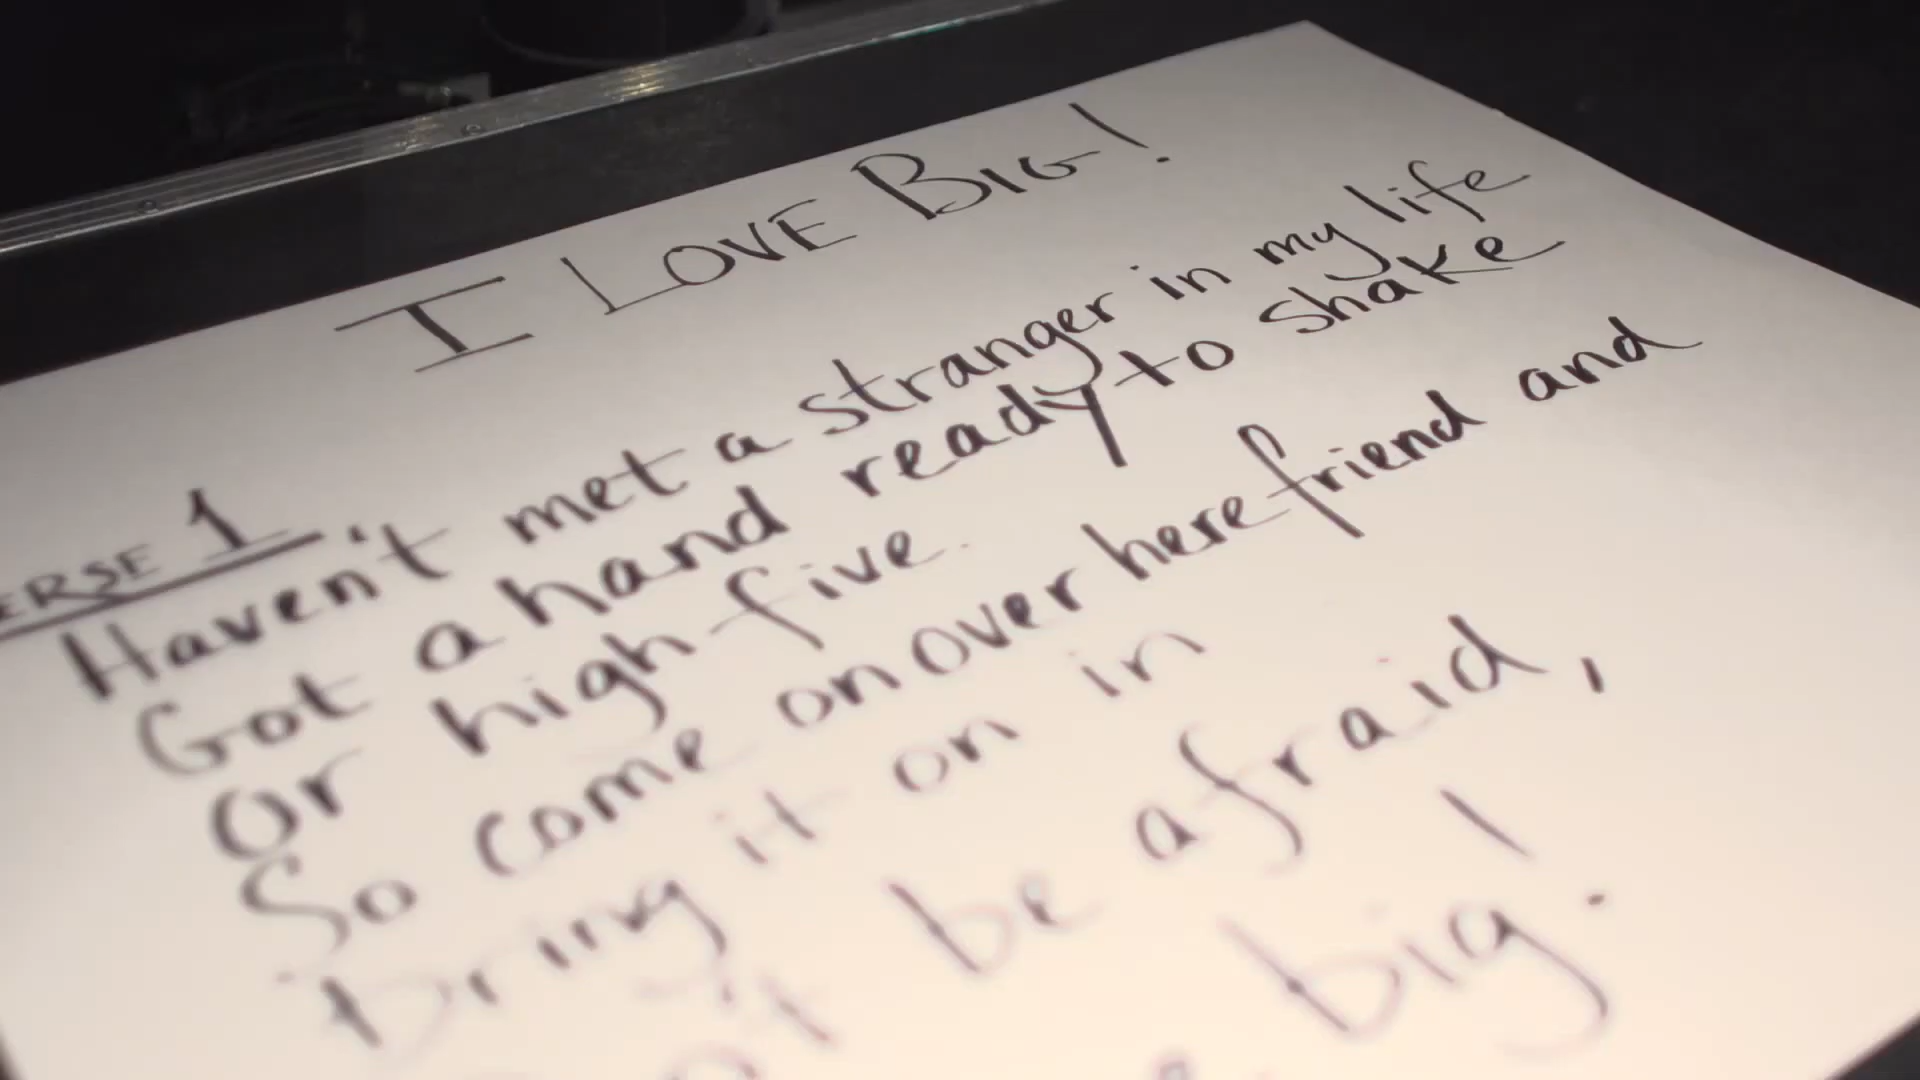 I LOVE BIG!
ERSE 1
Haven't met a stranger in my life
Got a hand ready to shake
Or high-five.
So come on over here friend and
bring it on in
be afraid,
big!